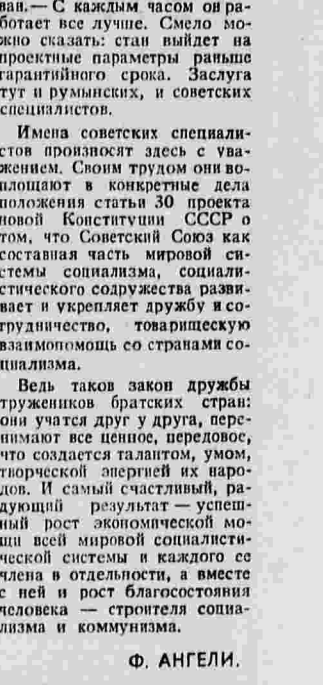 ван.— С каждым часом он ра-
ботает все лучше. Смело мо-
жно сказать: стан выйдет на
проектные параметры раньше
гарантийного срока. Заслуга
тут и румынских, и советских
специалистов.
Имена советских специали-
стов произносят здесь с ува-
жением. Своим трудом они во-
площают в конкретные дела
положения статьи 30 проекта
новой Конституции СССР о
том, что Советский Союз как
составная часть мировой си-
стемы социализма, социали-
стического содружества разви-
вает и укрепляет дружбу и со-
трудничество, товарищескую
взаимопомощь со странами со-
циализма.
Ведь таков закон дружбы
тружеников братских стран:
они учатся друг у друга, пере-
нимают все ценное, передовое,
что создается талантом, умом,
творческой энергией их наро-
дов. И самый счастливый, ра-
дующий результат — успеш-
ный рост экономической мо-
щи всей мировой социалисти-
ческой системы и каждого ее
члена в отдельности, а вместе
с ней и рост благосостояния
человека — строителя социа-
лизма и коммунизма.
Ф. АНГЕЛИ.